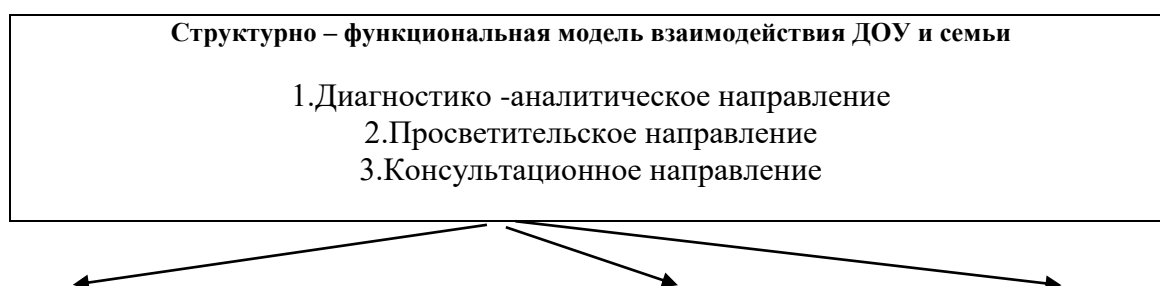 Структурно – функциональная модель взаимодействия ДОУ и семьи
1.Диагностико -аналитическое направление
2.Просветительское направление
3.Консультационное направление